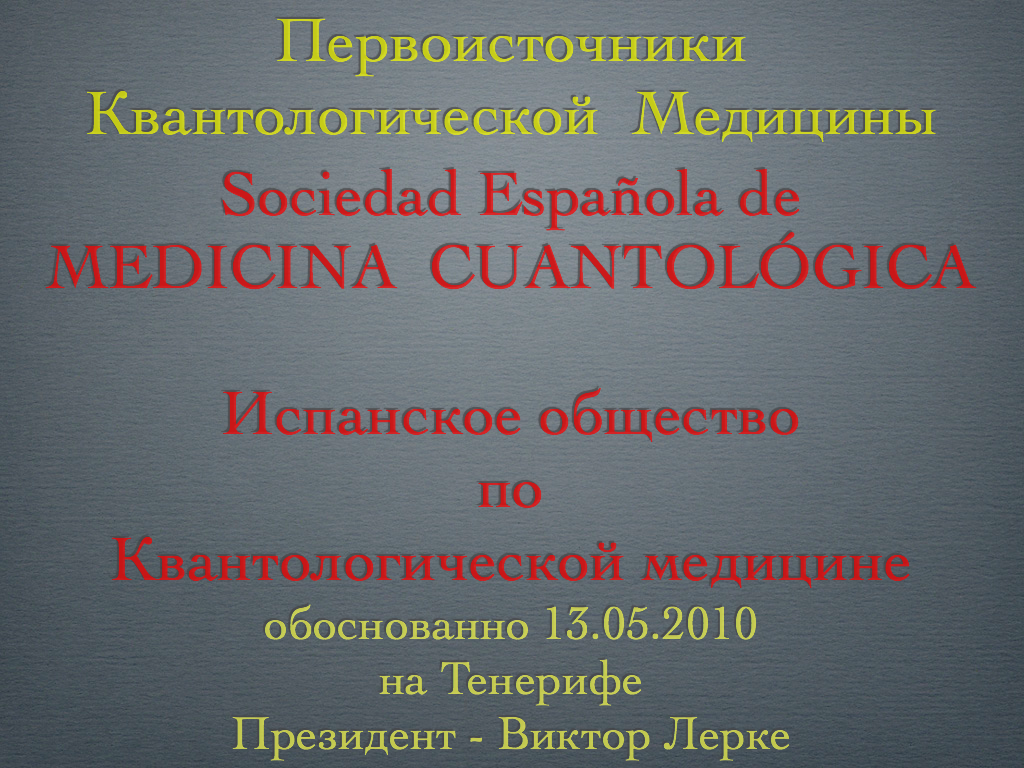 Первоисточники
Квантологической Медицины
Sociedad Española de
MEDICINA CUANTOLÓGICA
Испанское общество
по
Квантологической медицине
обоснованно 13.05.2010
на Тенерифе
Президент - Виктор Лерке